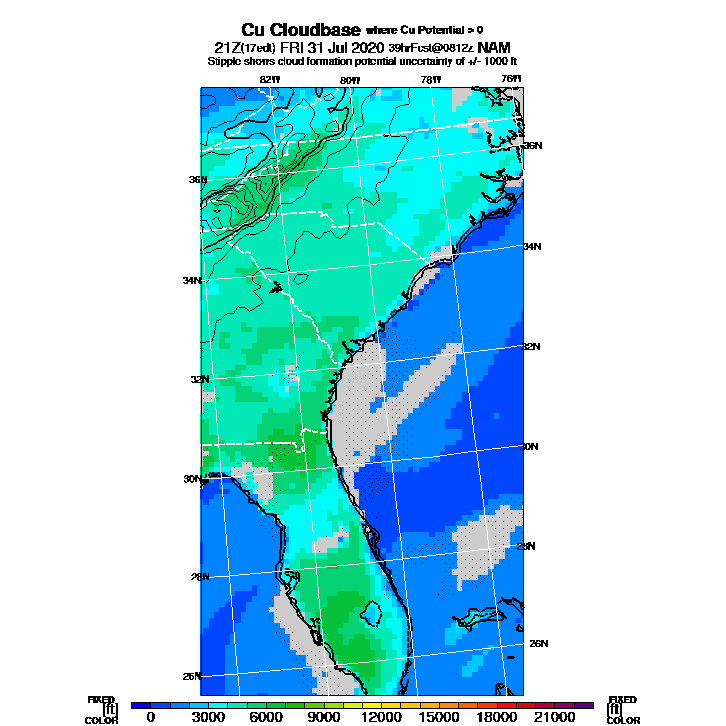 Cu Cloudbase where Cu Potential > 0
21Z(17edt) FRI 31 Jul 2020 39hrFcst@0812z NAM
Stipple shows cloud formation potential uncertainty of +/- 1000 ft
82W 80W 78W 76W
36N
36N
34N
34N
32N
32N
30N
30N
28N
28N
26N
26N
FIXED FIXED
[ft] [ft]
COLOR 0 3000 6000 9000 12000 15000 18000 21000 COLOR